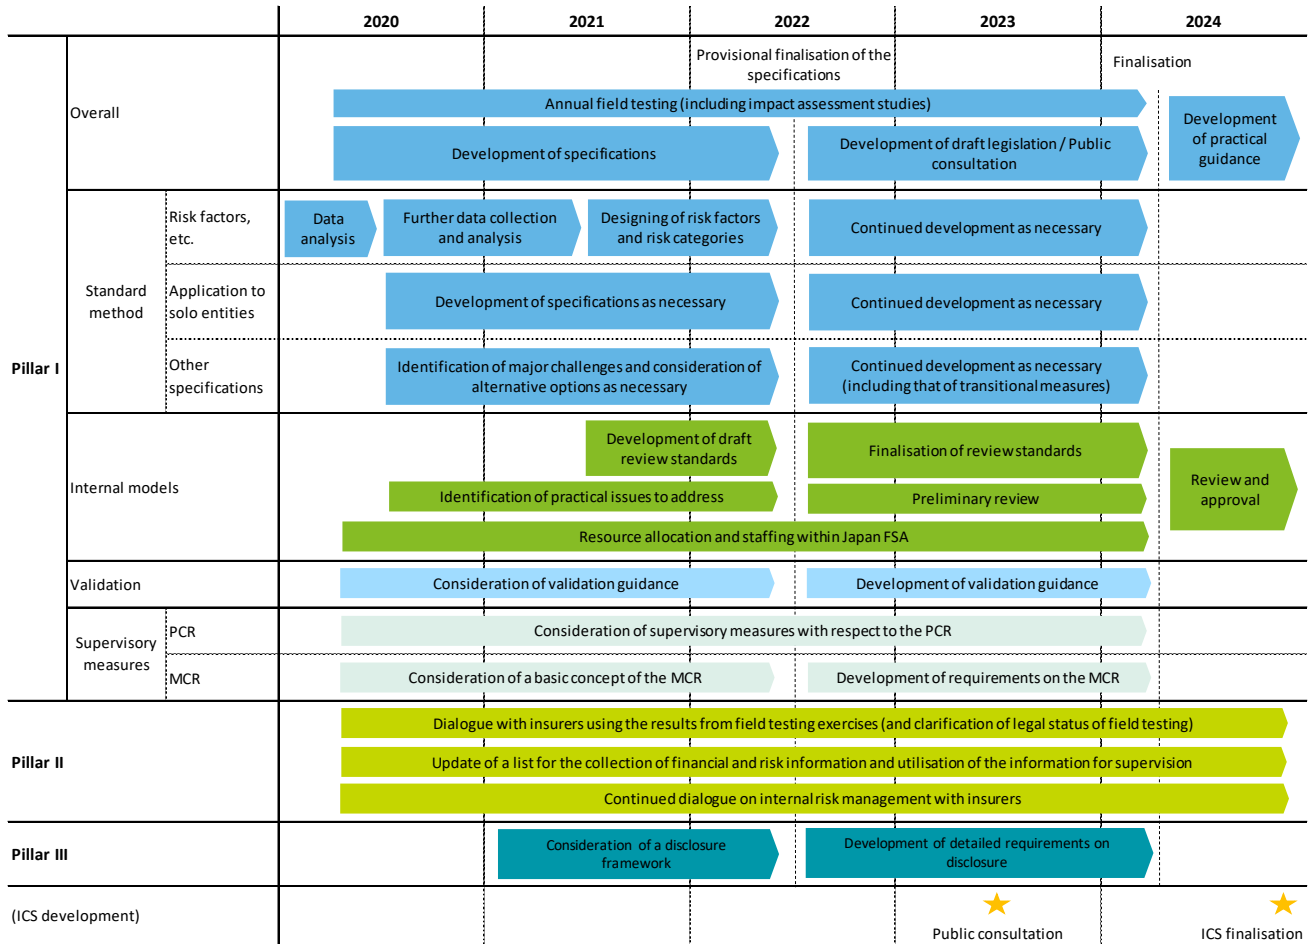 2020 2021 2022 2023 2024
Provisional finalisation of the
specifications
Finalisation
Overall
Annual field testing (including impact assessment studies)
Development of specifications
Development of draft legislation / Public
consultation
Development
of practical
guidance
Pillar I
Standard
method
Risk factors,
etc.
Data
analysis
Further data collection
and analysis
Designing of risk factors
and risk categories
Continued development as necessary
Application to
solo entities
Development of specifications as necessary
Continued development as necessary
Other
specifications
Identification of major challenges and consideration of
alternative options as necessary
Continued development as necessary
(including that of transitional measures)
Internal models
Development of draft
review standards
Finalisation of review standards
Identification of practical issues to address
Preliminary review
Resource allocation and staffing within Japan FSA
Review and
approval
Validation
Consideration of validation guidance
Development of validation guidance
Supervisory
measures
PCR
Consideration of supervisory measures with respect to the PCR
MCR
Consideration of a basic concept of the MCR
Development of requirements on the MCR
Pillar II
Dialogue with insurers using the results from field testing exercises (and clarification of legal status of field testing)
Update of a list for the collection of financial and risk information and utilisation of the information for supervision
Continued dialogue on internal risk management with insurers
Pillar III
Consideration of a disclosure
framework
Development of detailed requirements on
disclosure
(ICS development)
Public consultation
ICS finalisation